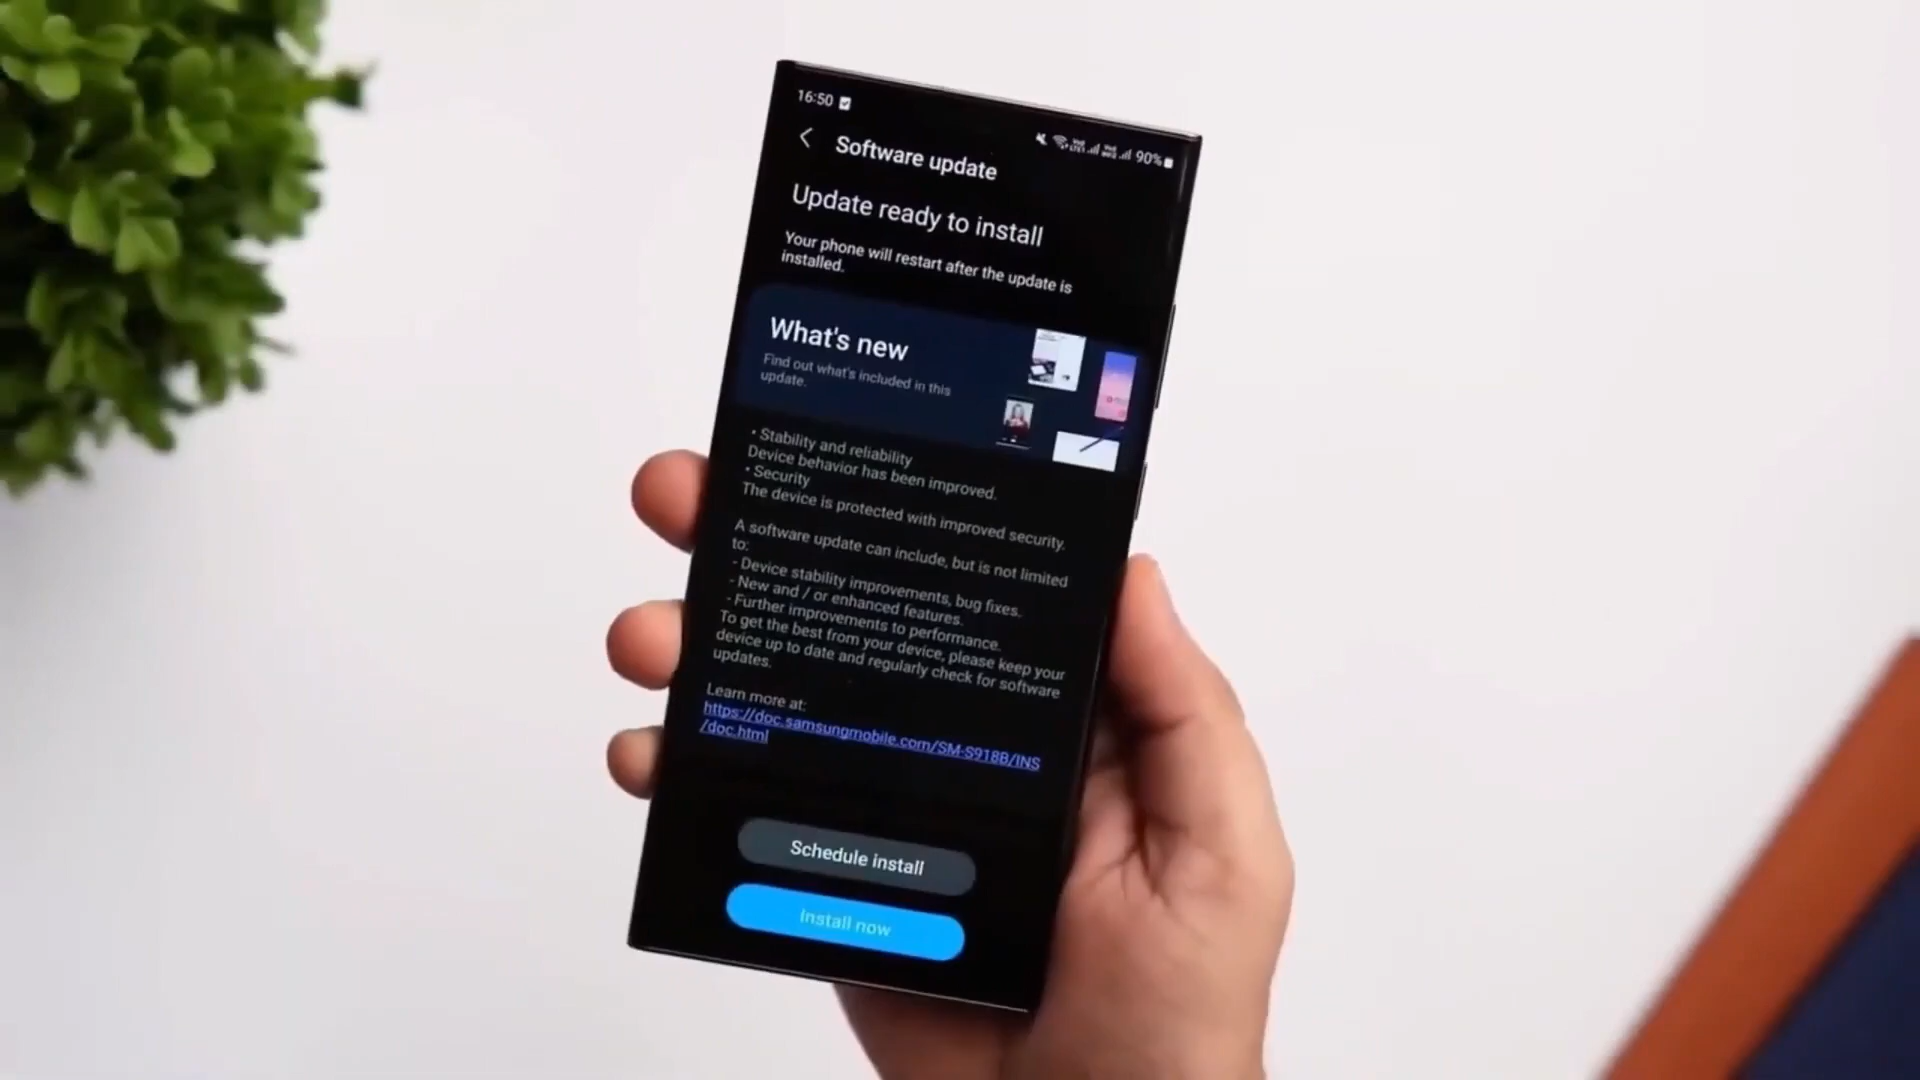 16:50
90%
Software update
Update ready to install
Your phone will restart after the update is
installed.
What's new
Find out what's included in this
update.
• Stability and reliability
Device behavior has been improved.
• Security
The device is protected with improved security.
A software update can include, but is not limited
to:
- Device stability improvements, bug fixes.
- New and / or enhanced features.
- Further improvements to performance.
To get the best from your device, please keep your
device up to date and regularly check for software
updates.
Learn more at:
https://doc.samsungmobile.com/SM-S918B/INS
/doc.html
Schedule install
Install now